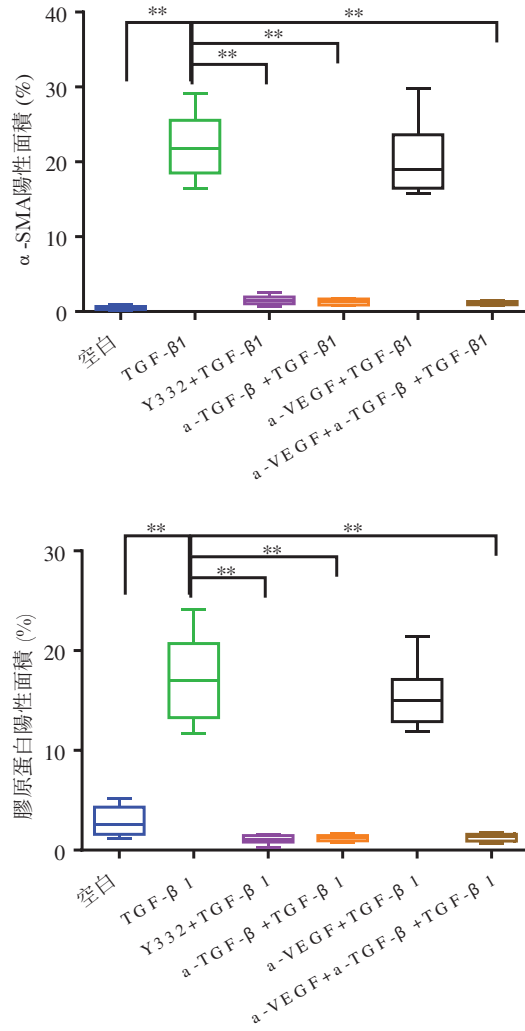 ** **
**
**
40
30
20
10
0
α-SMA陽性面積 (%)
空白
TGF-β1
Y332+TGF-β1
a-TGF-β +TGF-β1
a-VEGF+TGF-β1
a-VEGF+a-TGF-β +TGF-β1
** **
**
**
30
20
10
0
膠原蛋白陽性面積 (%)
空白
TGF-β 1
Y332+TGF-β 1
a-TGF-β +TGF-β 1
a-VEGF+TGF-β 1
a-VEGF+a-TGF-β +TGF-β 1